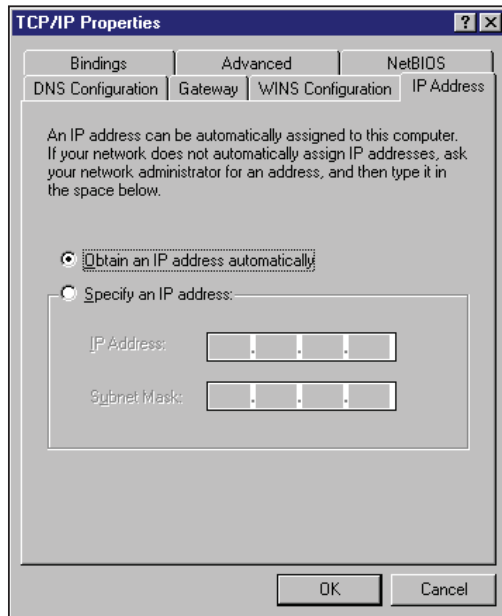 TCP/IP Properties
Bindings
Advanced
NetBIOS
DNS Configuration
Gateway
WINS Configuration
IP Address
An IP address can be automatically assigned to this computer.
If your network does not automatically assign IP addresses, ask
your network administrator for an address, and then type it in
the space below.
Obtain an IP address automatically
Specify an IP address:
IP Address:
Subnet Mask:
OK
Cancel